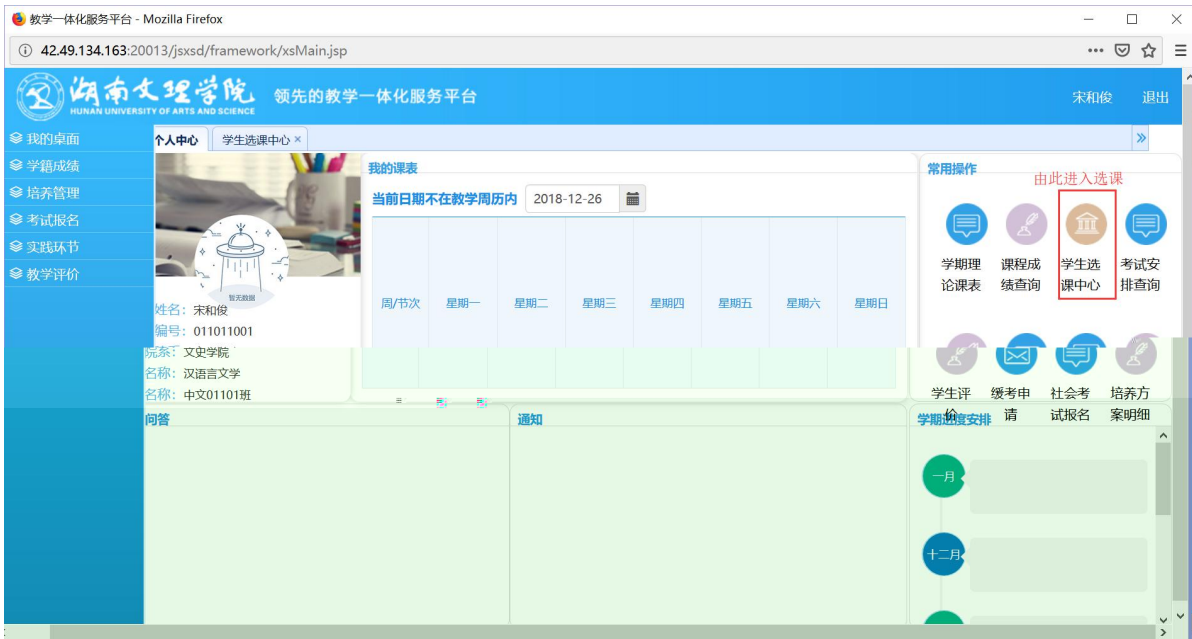 教学一体化服务平台 - Mozilla Firefox
42.49.134.163:20013/jsxsd/framework/xsMain.jsp
湖南文理学院
HUNAN UNIVERSITY OF ARTS AND SCIENCE
领先的教学一体化服务平台
宋和俊 退出
我的桌面
学籍成绩
培养管理
考试报名
实践环节
教学评价
个人中心 学生选课中心 ×
暂无数据
姓名：宋和俊
编号：011011001
院系：文史学院
名称：汉语言文学
名称：中文01101班
我的课表
当前日期不在教学周历内 2018-12-26
周/节次 星期一 星期二 星期三 星期四 星期五 星期六 星期日
常用操作
由此进入选课
学期理论课表
课程成绩查询
学生选课中心
考试安排查询
学生评价
缓考申请
社会考试报名
培养方案明细
问答
通知
学期进度安排
一月
十二月